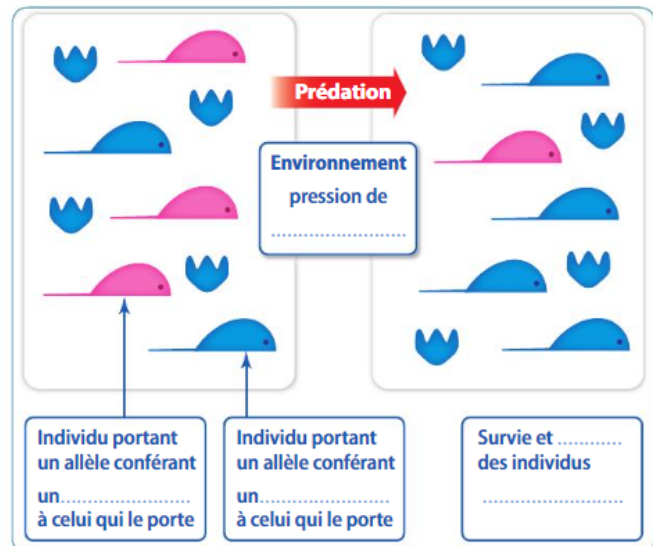 Prédation
Environnement
pression de
..............................
Individu portant
un allèle conférant
un............................
à celui qui le porte
Individu portant
un allèle conférant
un............................
à celui qui le porte
Survie et ..............
des individus
..............................